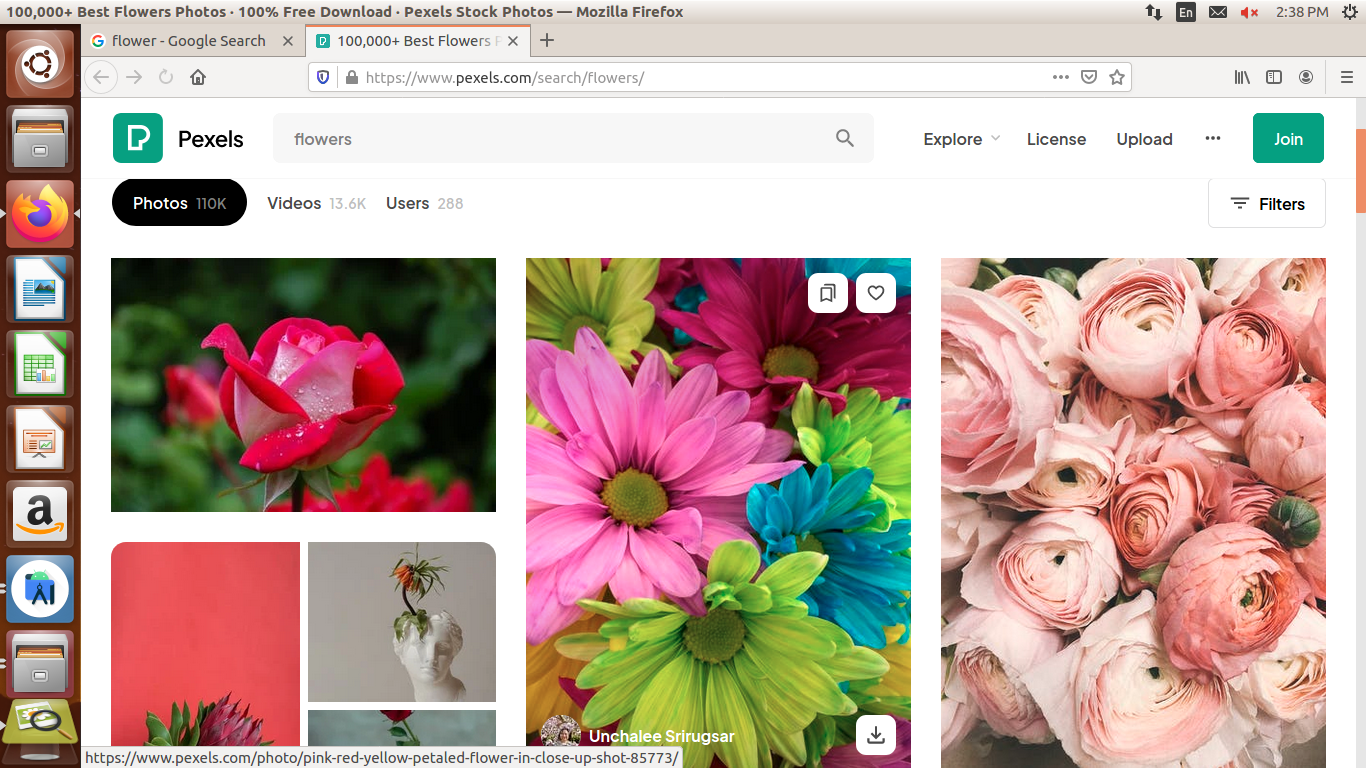 100,000+ Best Flowers Photos · 100% Free Download · Pexels Stock Photos — Mozilla Firefox
En
2:38 PM
flower - Google Search
100,000+ Best Flowers P
https://www.pexels.com/search/flowers/
Pexels
flowers
Explore
License
Upload
Join
Photos 110K
Videos 13.6K
Users 288
Filters
Unchalee Srirugsar
https://www.pexels.com/photo/pink-red-yellow-petaled-flower-in-close-up-shot-85773/